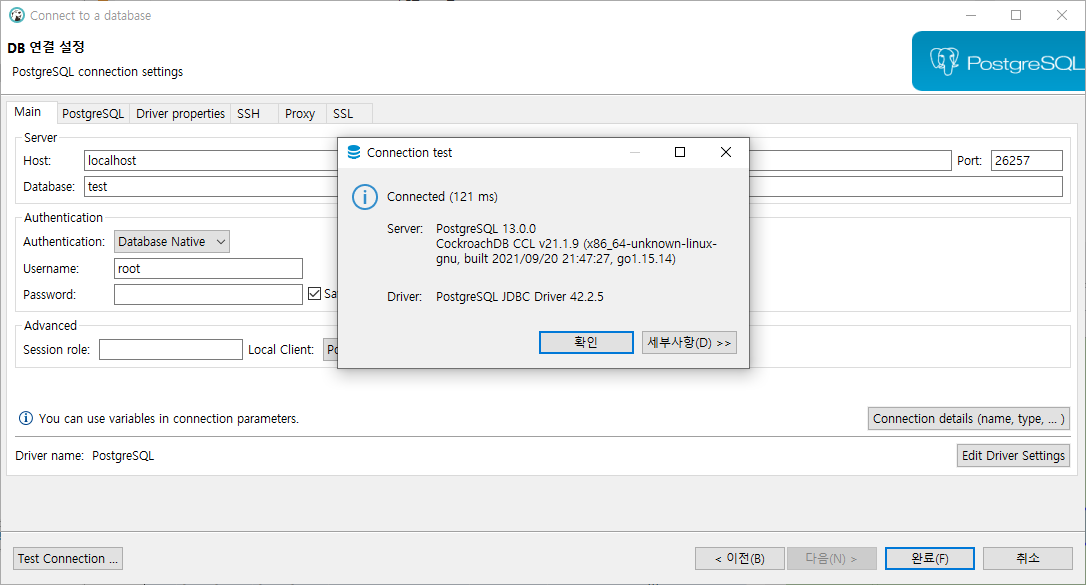 Connect to a database
DB 연결 설정
PostgreSQL connection settings
PostgreSQL
Main PostgreSQL Driver properties SSH Proxy SSL
Server
Host: localhost Port: 26257
Database: test
Authentication
Authentication: Database Native
Username: root
Password:
Advanced
Session role: Local Client:
Connection test
Connected (121 ms)
Server: PostgreSQL 13.0.0
CockroachDB CCL v21.1.9 (x86_64-unknown-linux-
gnu, built 2021/09/20 21:47:27, go1.15.14)
Driver: PostgreSQL JDBC Driver 42.2.5
확인 세부사항(D) >>
You can use variables in connection parameters.
Connection details (name, type, ... )
Driver name: PostgreSQL
Edit Driver Settings
Test Connection ... < 이전(B) 다음(N) > 완료(F) 취소